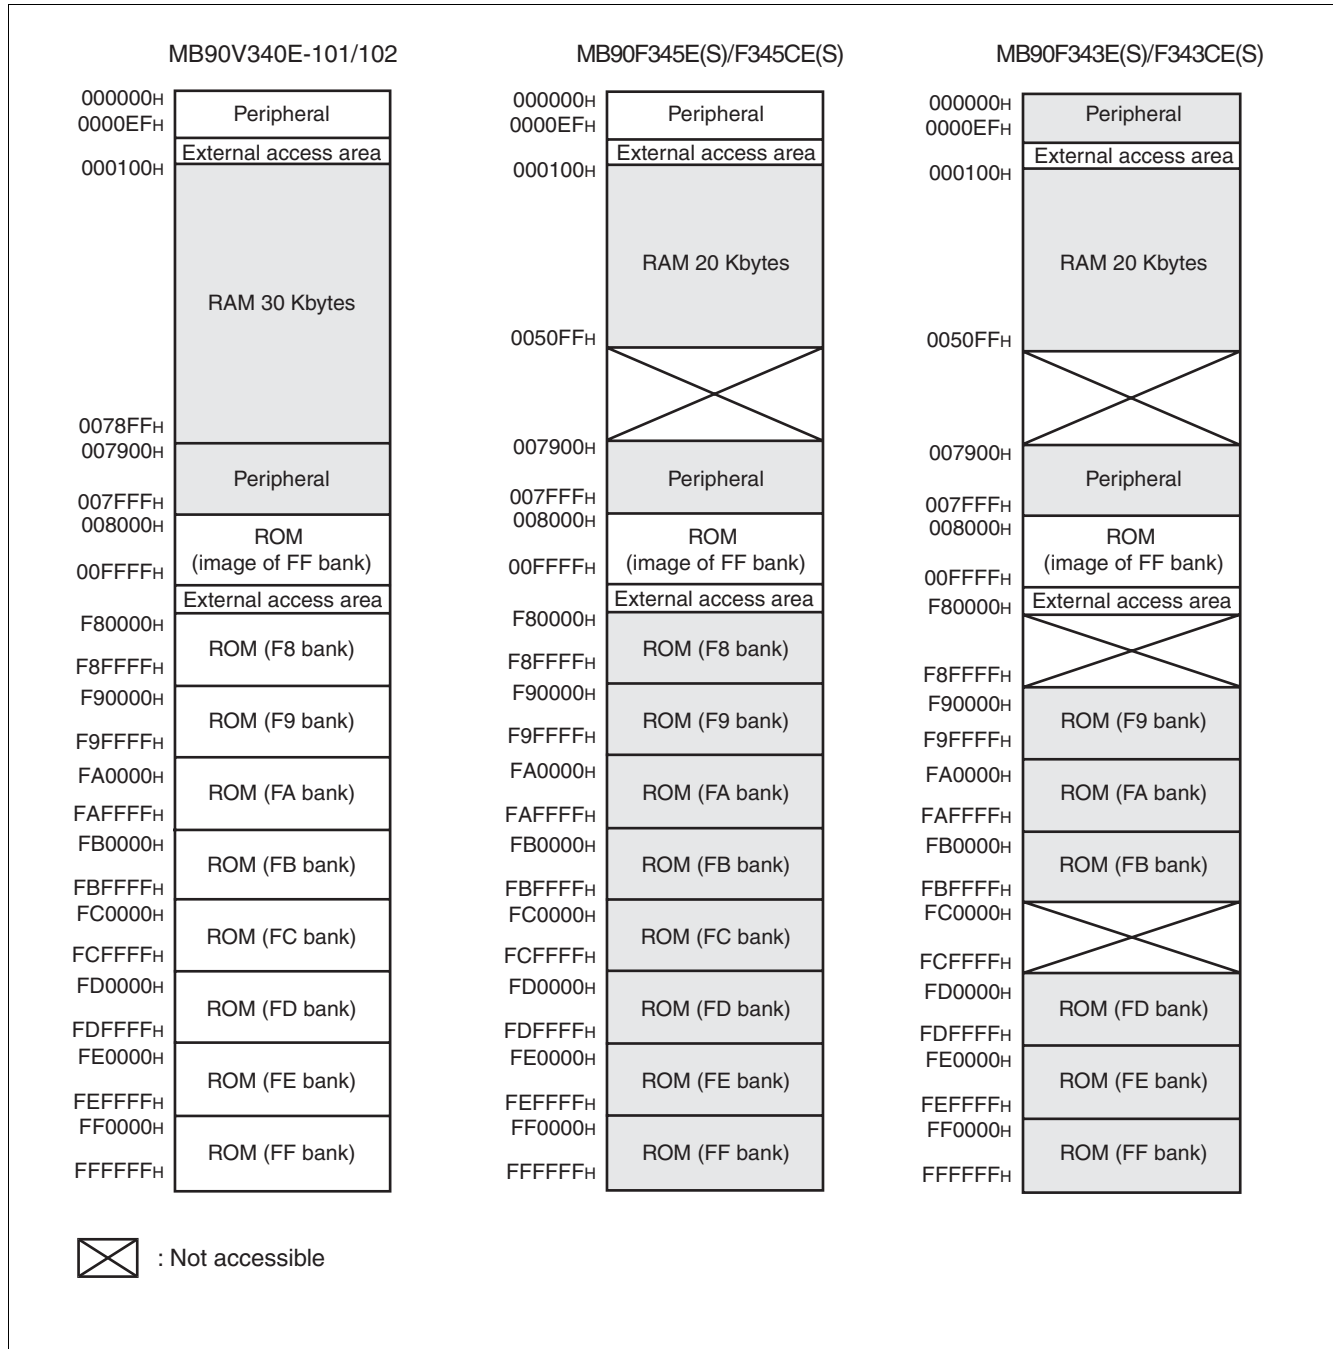 MB90V340E-101/102
000000H
Peripheral
0000EFH
External access area
000100H
RAM 30 Kbytes
0078FFH
007900H
Peripheral
007FFFH
008000H
ROM
(image of FF bank)
00FFFFH
External access area
F80000H
ROM (F8 bank)
F8FFFFH
F90000H
ROM (F9 bank)
F9FFFFH
FA0000H
ROM (FA bank)
FAFFFFH
FB0000H
ROM (FB bank)
FBFFFFH
FC0000H
ROM (FC bank)
FCFFFFH
FD0000H
ROM (FD bank)
FDFFFFH
FE0000H
ROM (FE bank)
FEFFFFH
FF0000H
ROM (FF bank)
FFFFFFH
MB90F345E(S)/F345CE(S)
000000H
Peripheral
0000EFH
External access area
000100H
RAM 20 Kbytes
0050FFH
007900H
Peripheral
007FFFH
008000H
ROM
(image of FF bank)
00FFFFH
External access area
F80000H
ROM (F8 bank)
F8FFFFH
F90000H
ROM (F9 bank)
F9FFFFH
FA0000H
ROM (FA bank)
FAFFFFH
FB0000H
ROM (FB bank)
FBFFFFH
FC0000H
ROM (FC bank)
FCFFFFH
FD0000H
ROM (FD bank)
FDFFFFH
FE0000H
ROM (FE bank)
FEFFFFH
FF0000H
ROM (FF bank)
FFFFFFH
MB90F343E(S)/F343CE(S)
000000H
Peripheral
0000EFH
External access area
000100H
RAM 20 Kbytes
0050FFH
007900H
Peripheral
007FFFH
008000H
ROM
(image of FF bank)
00FFFFH
External access area
F80000H
F8FFFFH
F90000H
ROM (F9 bank)
F9FFFFH
FA0000H
ROM (FA bank)
FAFFFFH
FB0000H
ROM (FB bank)
FBFFFFH
FC0000H
FCFFFFH
FD0000H
ROM (FD bank)
FDFFFFH
FE0000H
ROM (FE bank)
FEFFFFH
FF0000H
ROM (FF bank)
FFFFFFH
: Not accessible